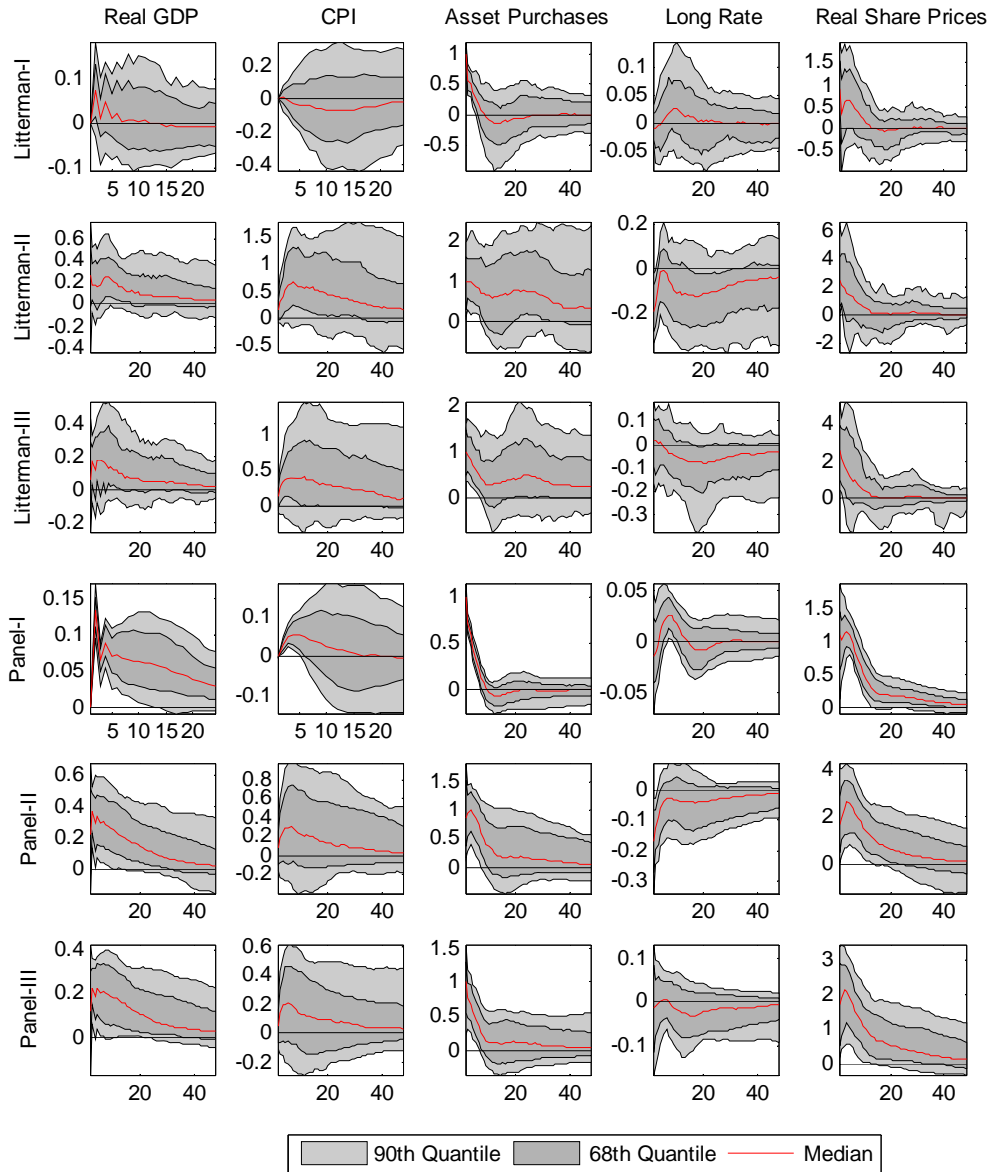 Real GDP CPI Asset Purchases Long Rate Real Share Prices
Litterman-I
0.1 0 -0.1
5 10 15 20
0.2 0 -0.2 -0.4
5 10 15 20
1 0.5 0 -0.5
20 40
0.1 0.05 0 -0.05
20 40
1.5 1 0.5 0 -0.5
20 40
Litterman-II
0.6 0.4 0.2 0 -0.2 -0.4
20 40
1.5 1 0.5 0 -0.5
20 40
2 1 0
20 40
0.2 0 -0.2
20 40
6 4 2 0 -2
20 40
Litterman-III
0.4 0.2 0 -0.2
20 40
1 0.5 0
20 40
2 1 0
20 40
0.1 0 -0.1 -0.2 -0.3
20 40
4 2 0
20 40
Panel-I
0.15 0.1 0.05 0
5 10 15 20
0.1 0 -0.1
5 10 15 20
1 0.5 0
20 40
0.05 0 -0.05
20 40
1.5 1 0.5 0
20 40
Panel-II
0.6 0.4 0.2 0
20 40
0.8 0.6 0.4 0.2 0 -0.2
20 40
1.5 1 0.5 0
20 40
0 -0.1 -0.2 -0.3
20 40
4 2 0
20 40
Panel-III
0.4 0.2 0
20 40
0.6 0.4 0.2 0 -0.2
20 40
1.5 1 0.5 0
20 40
0.1 0 -0.1
20 40
3 2 1 0
20 40
90th Quantile 68th Quantile Median